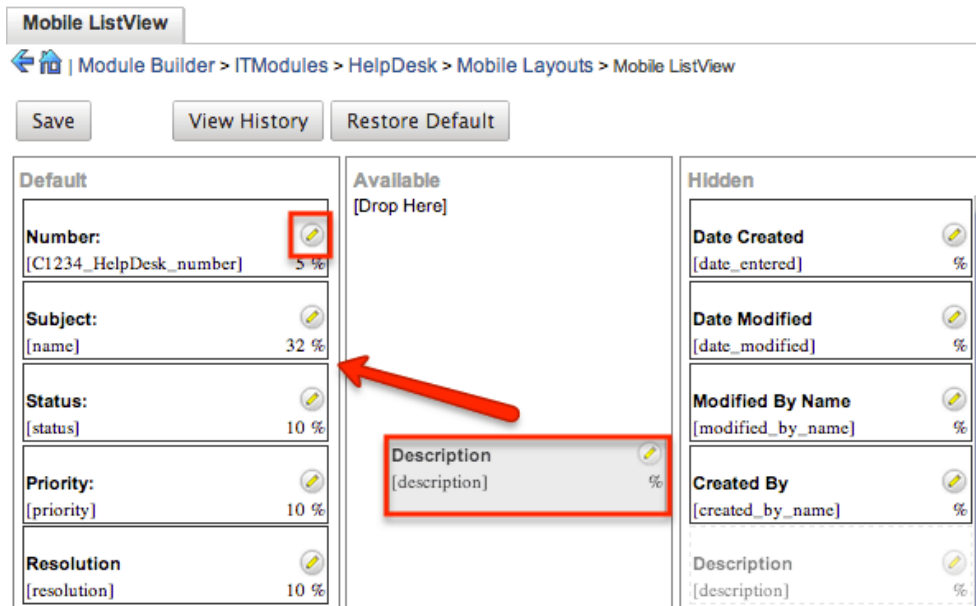 Mobile ListView
| Module Builder > ITModules > HelpDesk > Mobile Layouts > Mobile ListView
Save
View History
Restore Default
Default
Number:
[C1234_HelpDesk_number]
5 %
Subject:
[name]
32 %
Status:
[status]
10 %
Priority:
[priority]
10 %
Resolution
[resolution]
10 %
Available
[Drop Here]
Description
[description]
%
Hidden
Date Created
[date_entered]
%
Date Modified
[date_modified]
%
Modified By Name
[modified_by_name]
%
Created By
[created_by_name]
%
Description
[description]
%